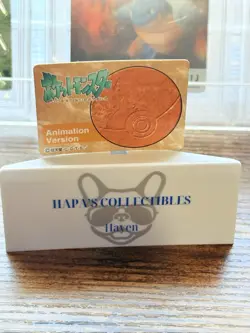 ポケットモンスター
Animation
Version
HAPA'S COLLECTIBLES
Haven